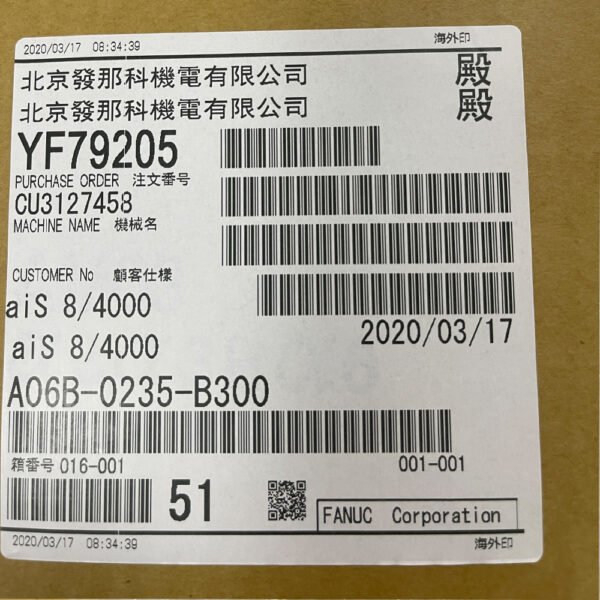 2020/03/17 08:34:39 海外印
北京發那科機電有限公司 殿
北京發那科機電有限公司 殿
YF79205
PURCHASE ORDER 注文番号
CU3127458
MACHINE NAME 機械名
CUSTOMER No 顧客仕様
aiS 8/4000
2020/03/17
aiS 8/4000
A06B-0235-B300
箱番号 016-001 001-001
51
FANUC Corporation
2020/03/17 08:34:39 海外印